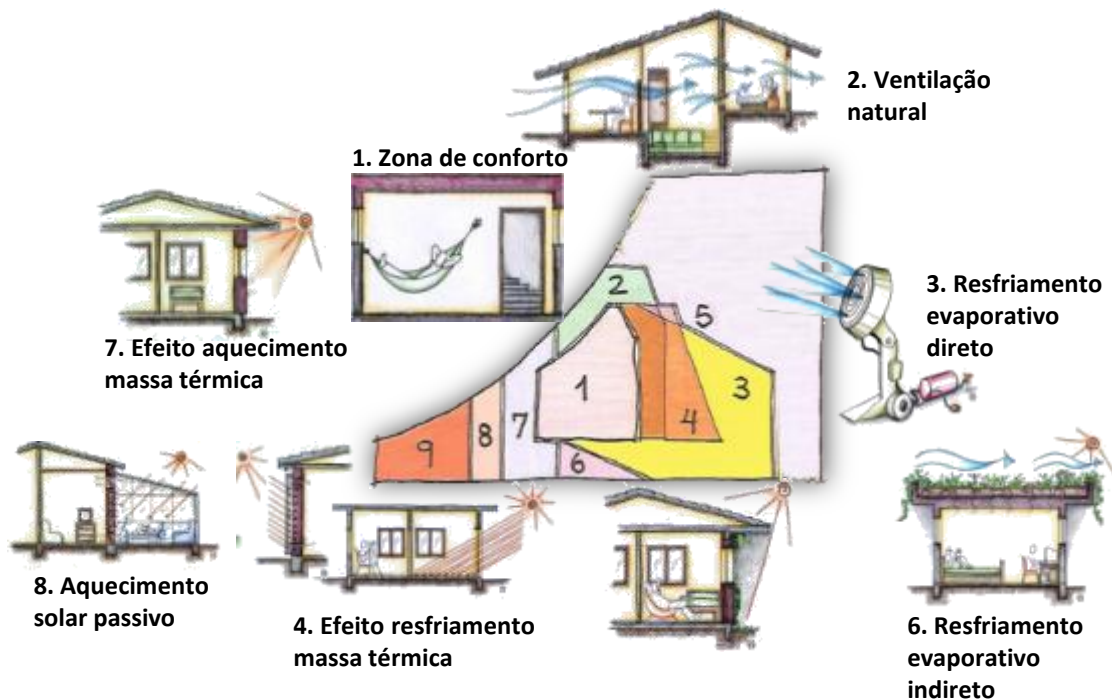 2. Ventilação
natural
1. Zona de conforto
3. Resfriamento
evaporativo
direto
7. Efeito aquecimento
massa térmica
2
5
1
3
4
7
8
9
6
8. Aquecimento
solar passivo
4. Efeito resfriamento
massa térmica
6. Resfriamento
evaporativo
indireto